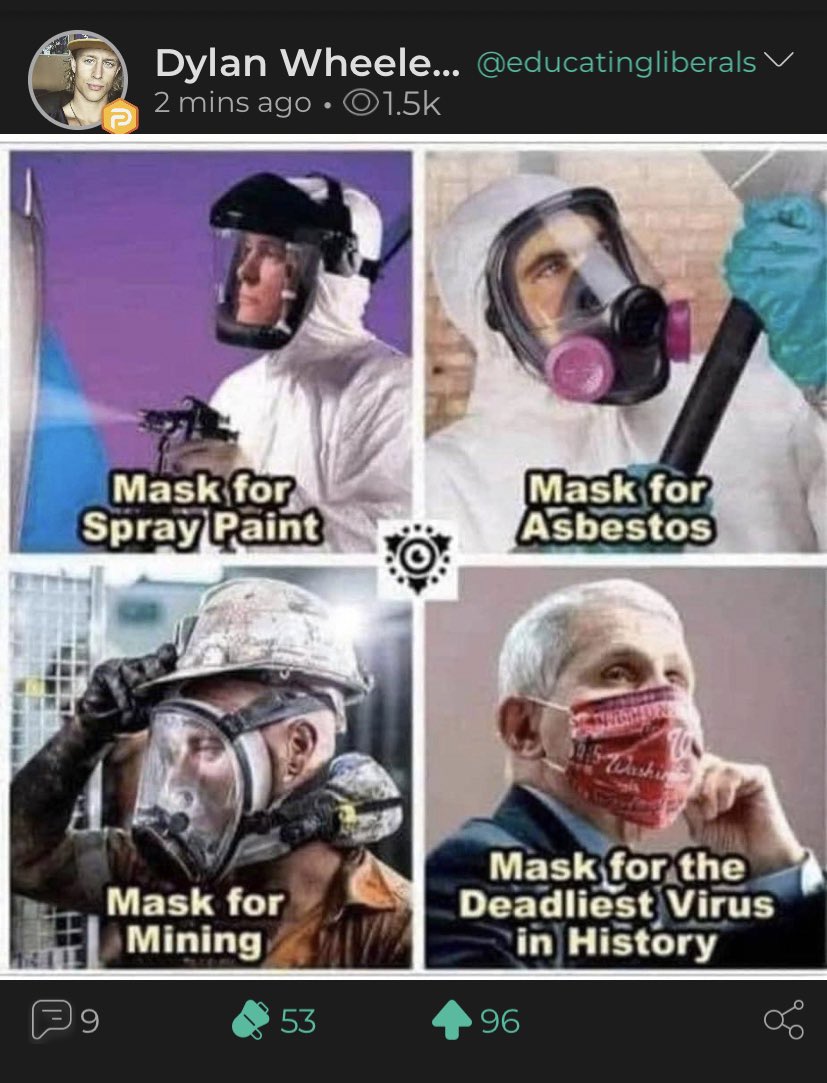 Dylan Wheele... @educatingliberals
2 mins ago • 1.5k
Mask for
Spray Paint
Mask for
Asbestos
Mask for
Mining
Mask for the
Deadliest Virus
in History
9 53 96